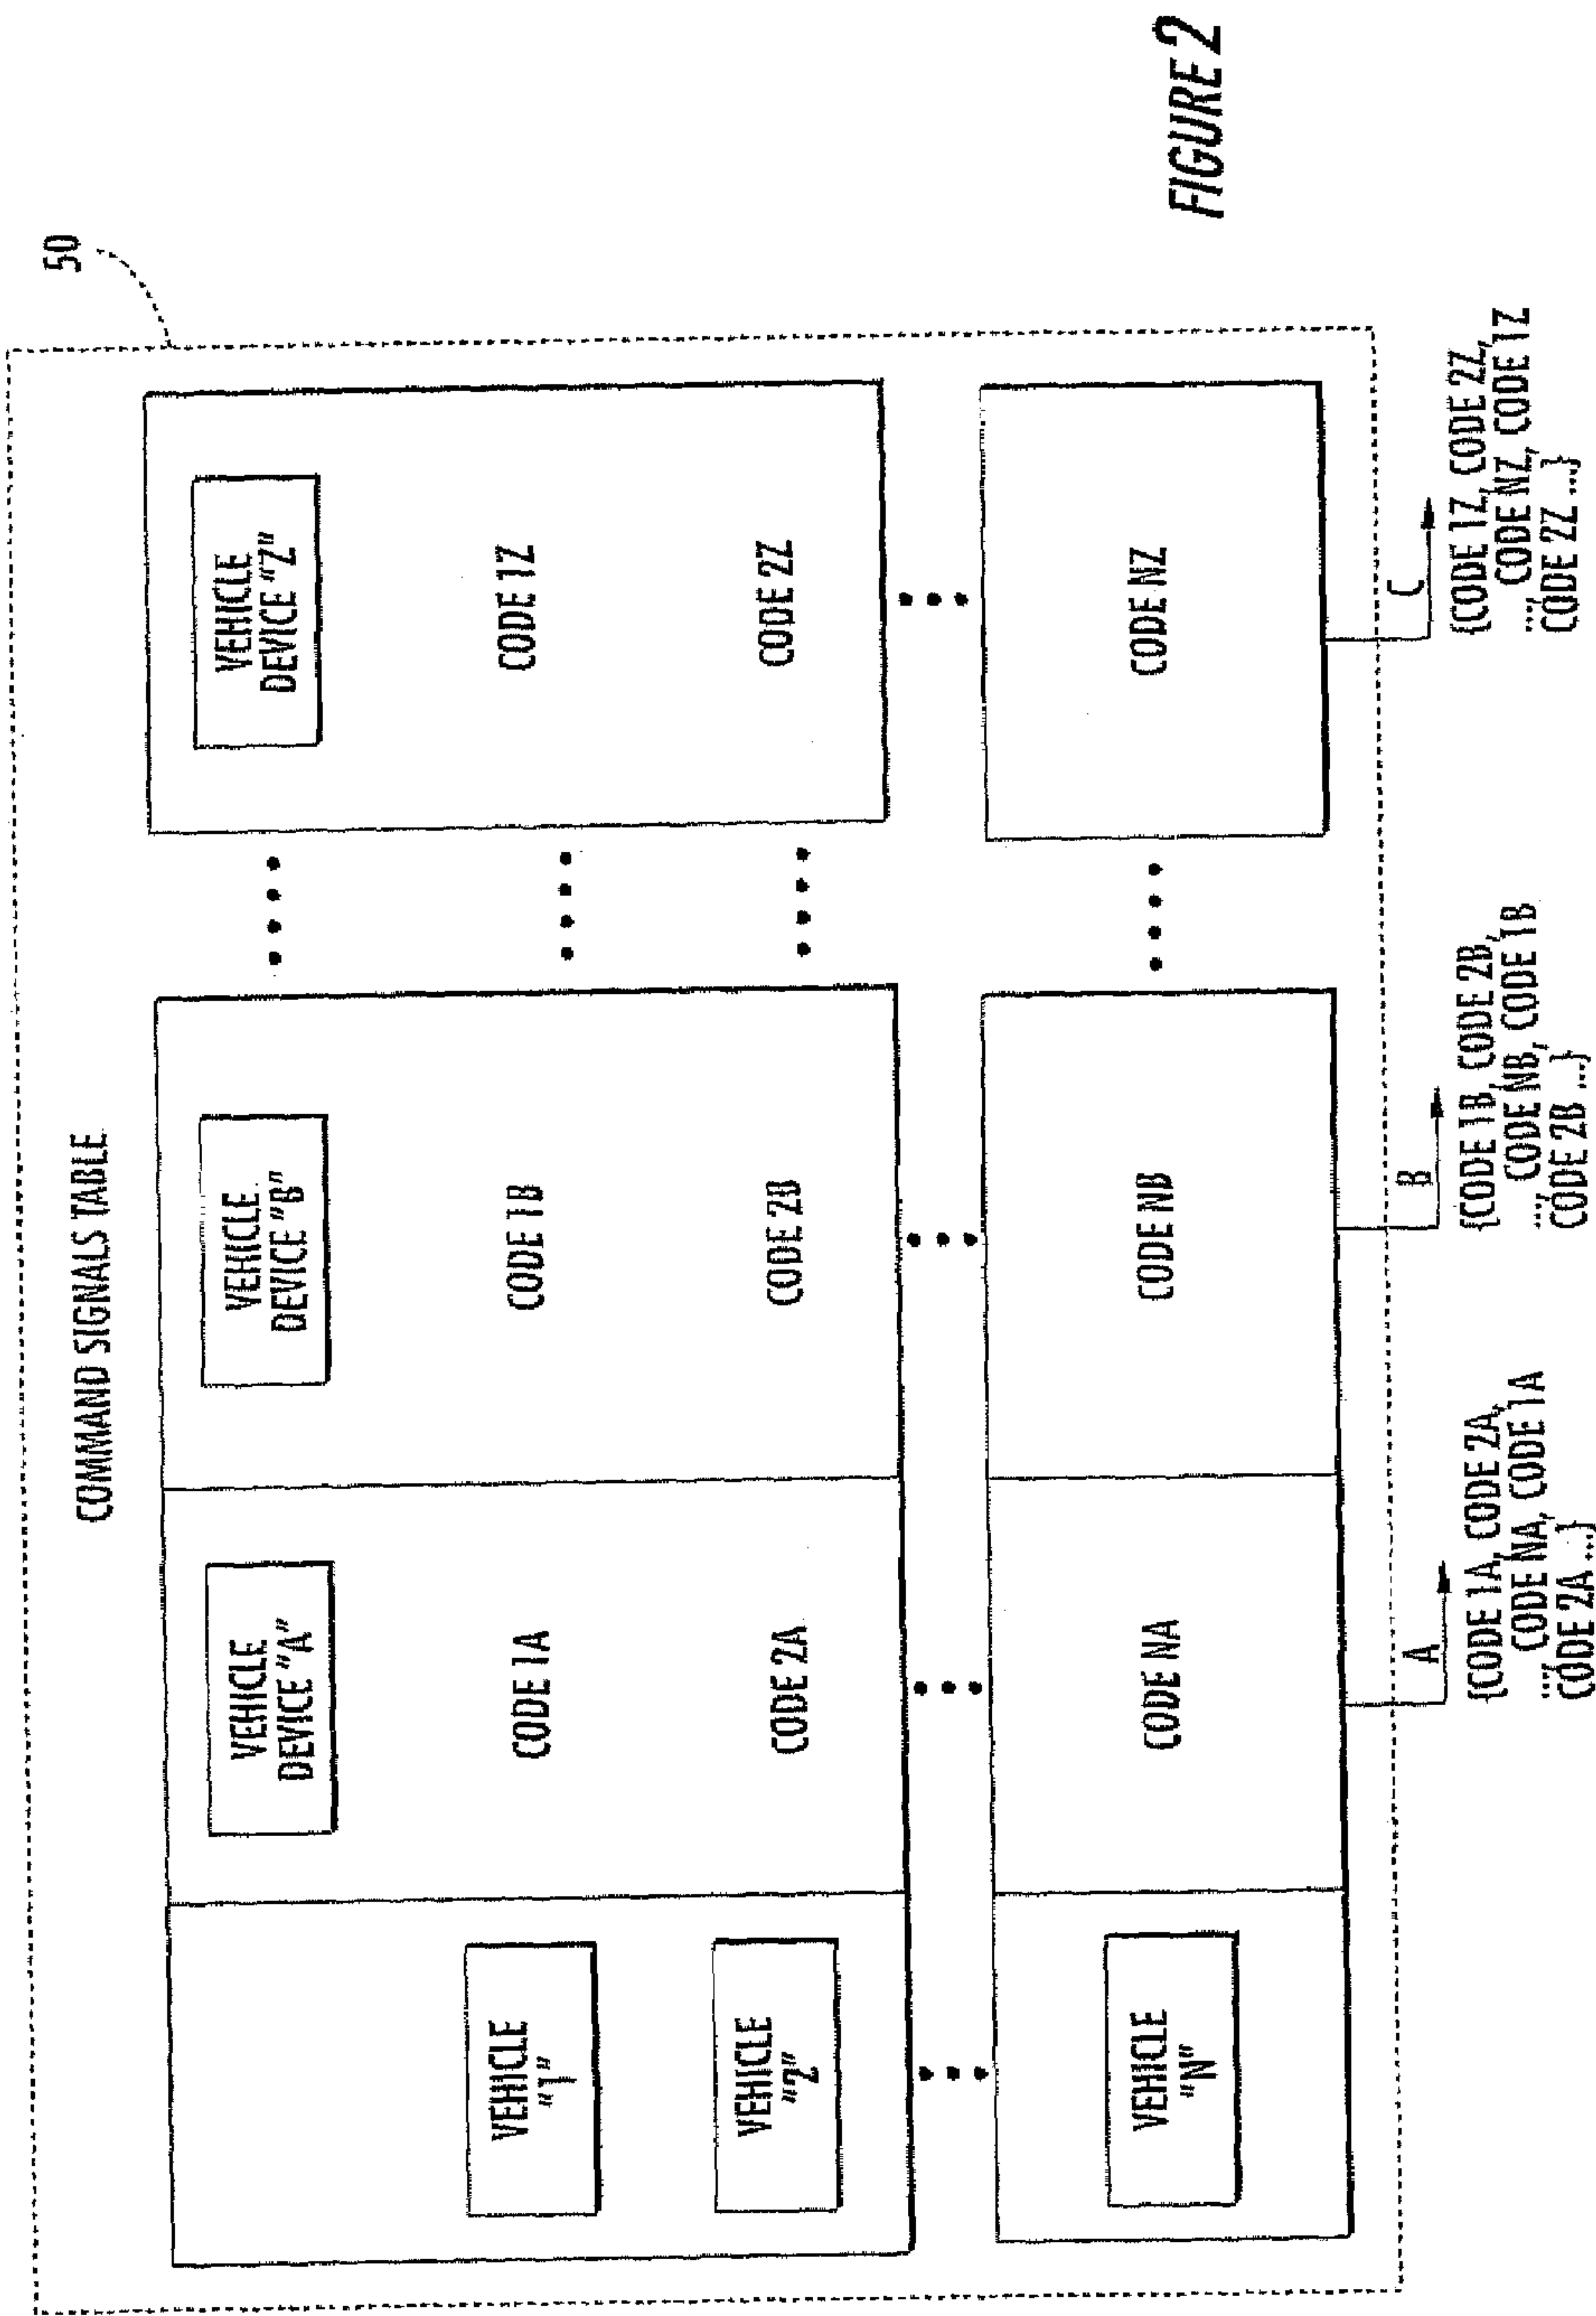 50
COMMAND SIGNALS TABLE
VEHICLE
DEVICE "A"
VEHICLE
DEVICE "B"
VEHICLE
DEVICE "Z"
VEHICLE
"1"
CODE 1A
CODE 1B
CODE 1Z
VEHICLE
"2"
CODE 2A
CODE 2B
CODE 2Z
VEHICLE
"N"
CODE NA
CODE NB
CODE NZ
A
B
C
{CODE 1A, CODE 2A,
..., CODE NA, CODE 1A
CODE 2A ...}
{CODE 1B, CODE 2B,
..., CODE NB, CODE 1B
CODE 2B ...}
{CODE 1Z, CODE 2Z,
..., CODE NZ, CODE 1Z
CODE 2Z ...}
FIGURE 2